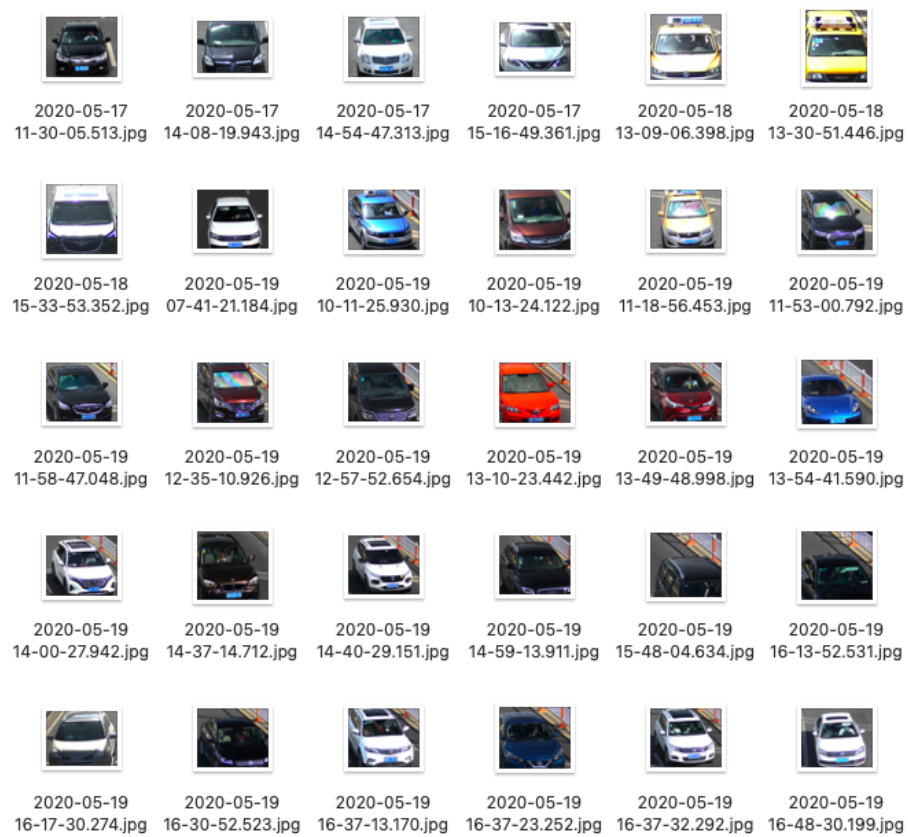 2020-05-17
11-30-05.513.jpg
2020-05-17
14-08-19.943.jpg
2020-05-17
14-54-47.313.jpg
2020-05-17
15-16-49.361.jpg
2020-05-18
13-09-06.398.jpg
2020-05-18
13-30-51.446.jpg
2020-05-18
15-33-53.352.jpg
2020-05-19
07-41-21.184.jpg
2020-05-19
10-11-25.930.jpg
2020-05-19
10-13-24.122.jpg
2020-05-19
11-18-56.453.jpg
2020-05-19
11-53-00.792.jpg
2020-05-19
11-58-47.048.jpg
2020-05-19
12-35-10.926.jpg
2020-05-19
12-57-52.654.jpg
2020-05-19
13-10-23.442.jpg
2020-05-19
13-49-48.998.jpg
2020-05-19
13-54-41.590.jpg
2020-05-19
14-00-27.942.jpg
2020-05-19
14-37-14.712.jpg
2020-05-19
14-40-29.151.jpg
2020-05-19
14-59-13.911.jpg
2020-05-19
15-48-04.634.jpg
2020-05-19
16-13-52.531.jpg
2020-05-19
16-17-30.274.jpg
2020-05-19
16-30-52.523.jpg
2020-05-19
16-37-13.170.jpg
2020-05-19
16-37-23.252.jpg
2020-05-19
16-37-32.292.jpg
2020-05-19
16-48-30.199.jpg